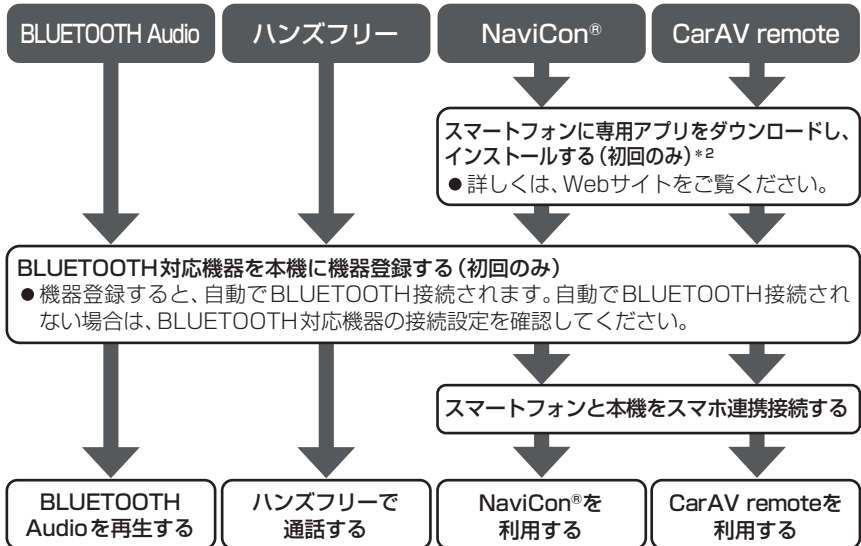 BLUETOOTH Audio
ハンズフリー
NaviCon®
CarAV remote
スマートフォンに専用アプリをダウンロードし、
インストールする（初回のみ）*2
●詳しくは、Webサイトをご覧ください。
BLUETOOTH対応機器を本機に機器登録する（初回のみ）
●機器登録すると、自動でBLUETOOTH接続されます。自動でBLUETOOTH接続され
ない場合は、BLUETOOTH対応機器の接続設定を確認してください。
スマートフォンと本機をスマホ連携接続する
BLUETOOTH
Audioを再生する
ハンズフリーで
通話する
NaviCon®を
利用する
CarAV remoteを
利用する